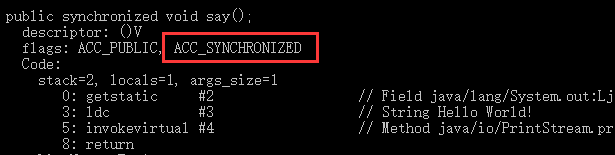 public synchronized void say();
descriptor: ()V
flags: ACC_PUBLIC, ACC_SYNCHRONIZED
Code:
stack=2, locals=1, args_size=1
0: getstatic #2 // Field java/lang/System.out:Lj
3: ldc #3 // String Hello World!
5: invokevirtual #4 // Method java/io/PrintStream.pr
8: return